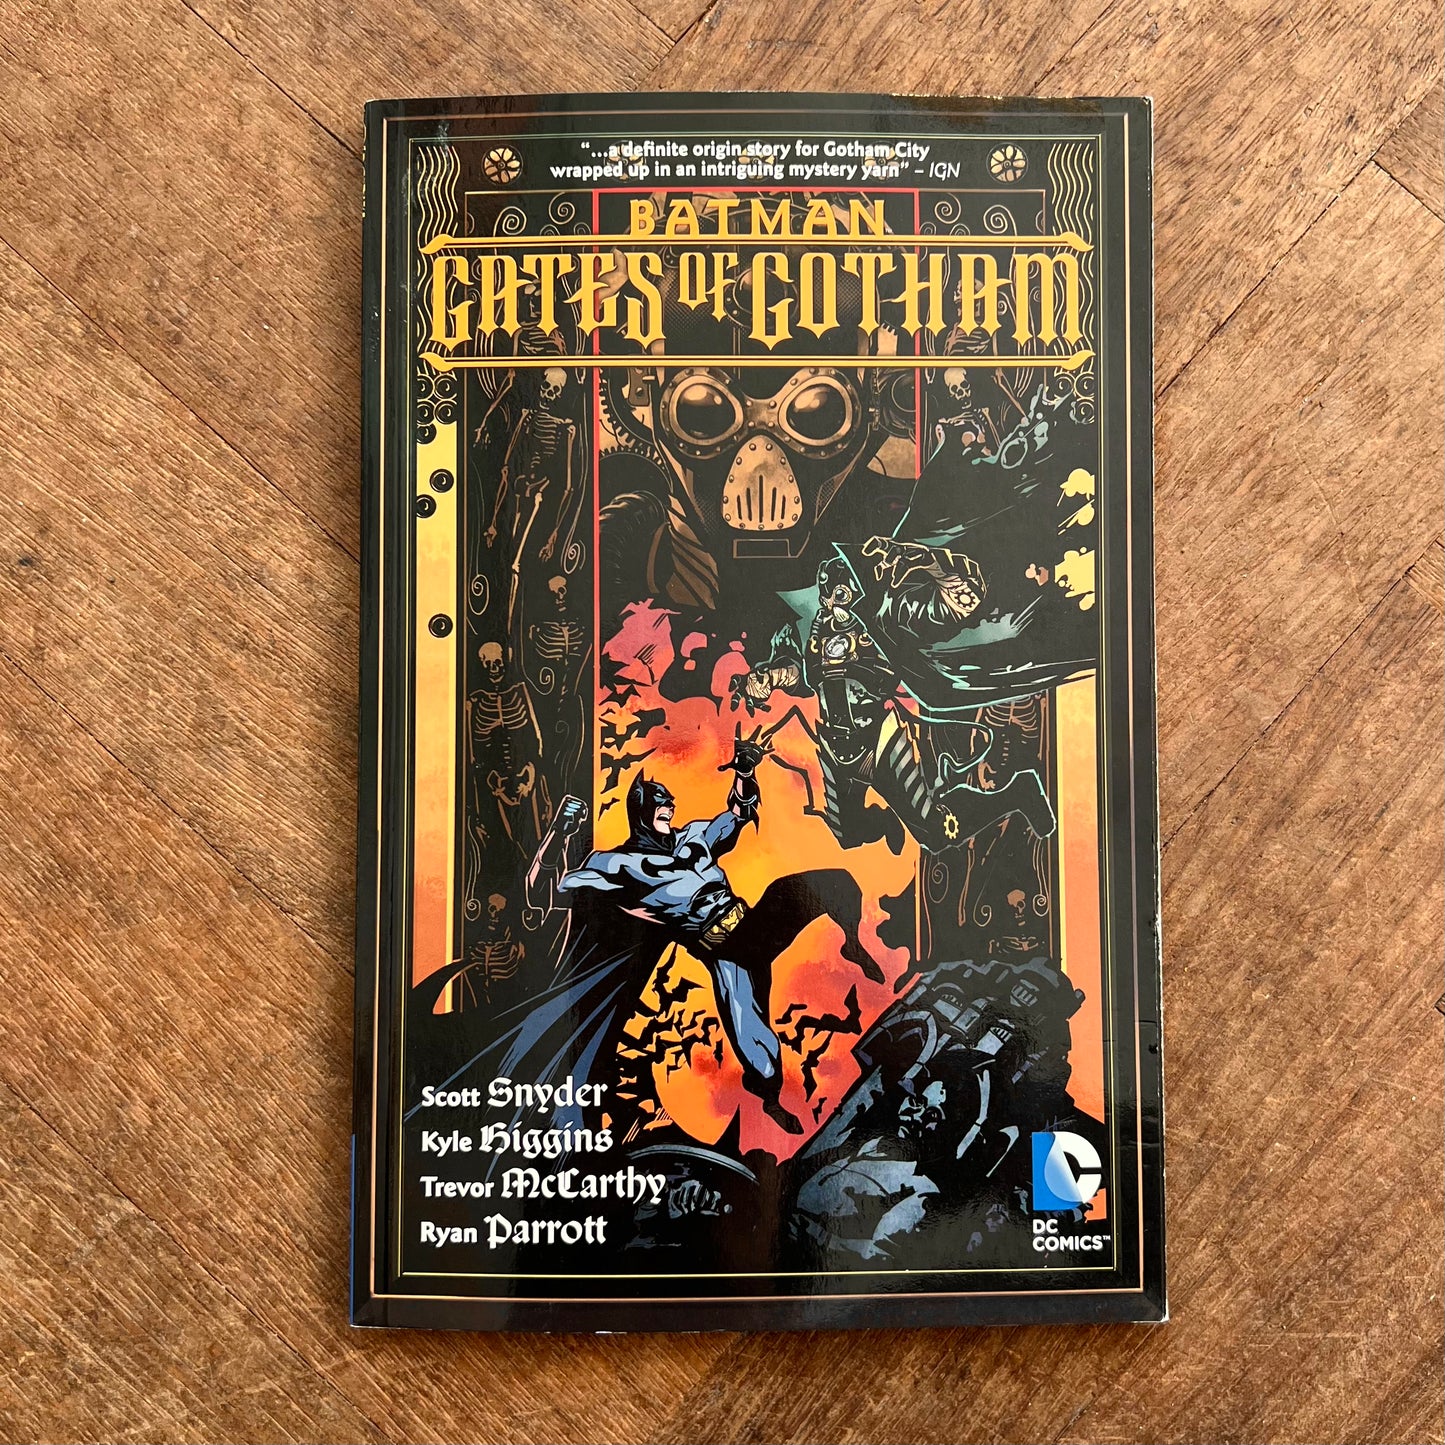 “...a definite origin story for Gotham City
wrapped up in an intriguing mystery yarn” – IGN
BATMAN
GATES OF GOTHAM
Scott Snyder
Kyle Higgins
Trevor McCarthy
Ryan Parrott
DC
COMICS™